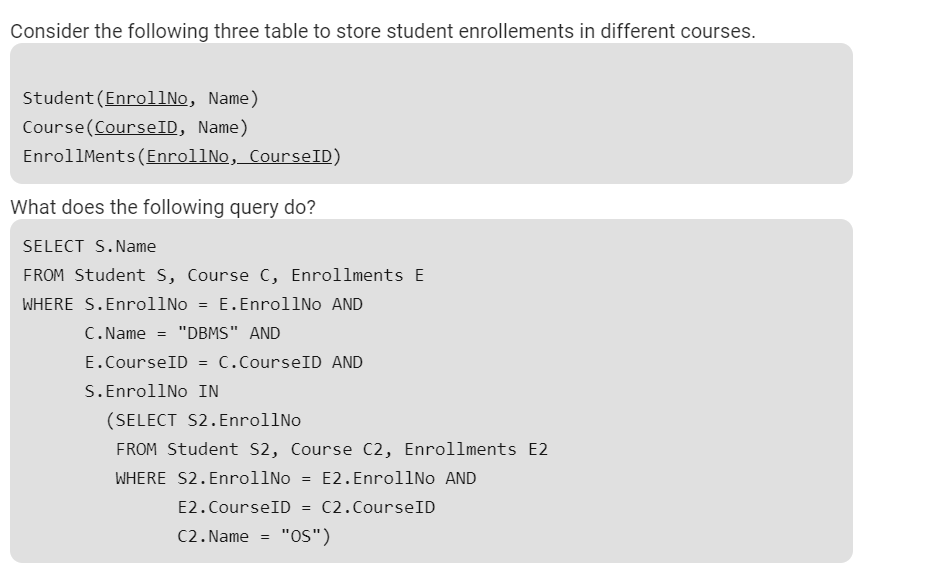 Consider the following three table to store student enrollements in different courses.
Student(EnrollNo, Name)
Course(CourseID, Name)
EnrollMents(EnrollNo, CourseID)
What does the following query do?
SELECT S.Name
FROM Student S, Course C, Enrollments E
WHERE S.EnrollNo = E.EnrollNo AND
C.Name = "DBMS" AND
E.CourseID = C.CourseID AND
S.EnrollNo IN
(SELECT S2.EnrollNo
FROM Student S2, Course C2, Enrollments E2
WHERE S2.EnrollNo = E2.EnrollNo AND
E2.CourseID = C2.CourseID
C2.Name = "OS")